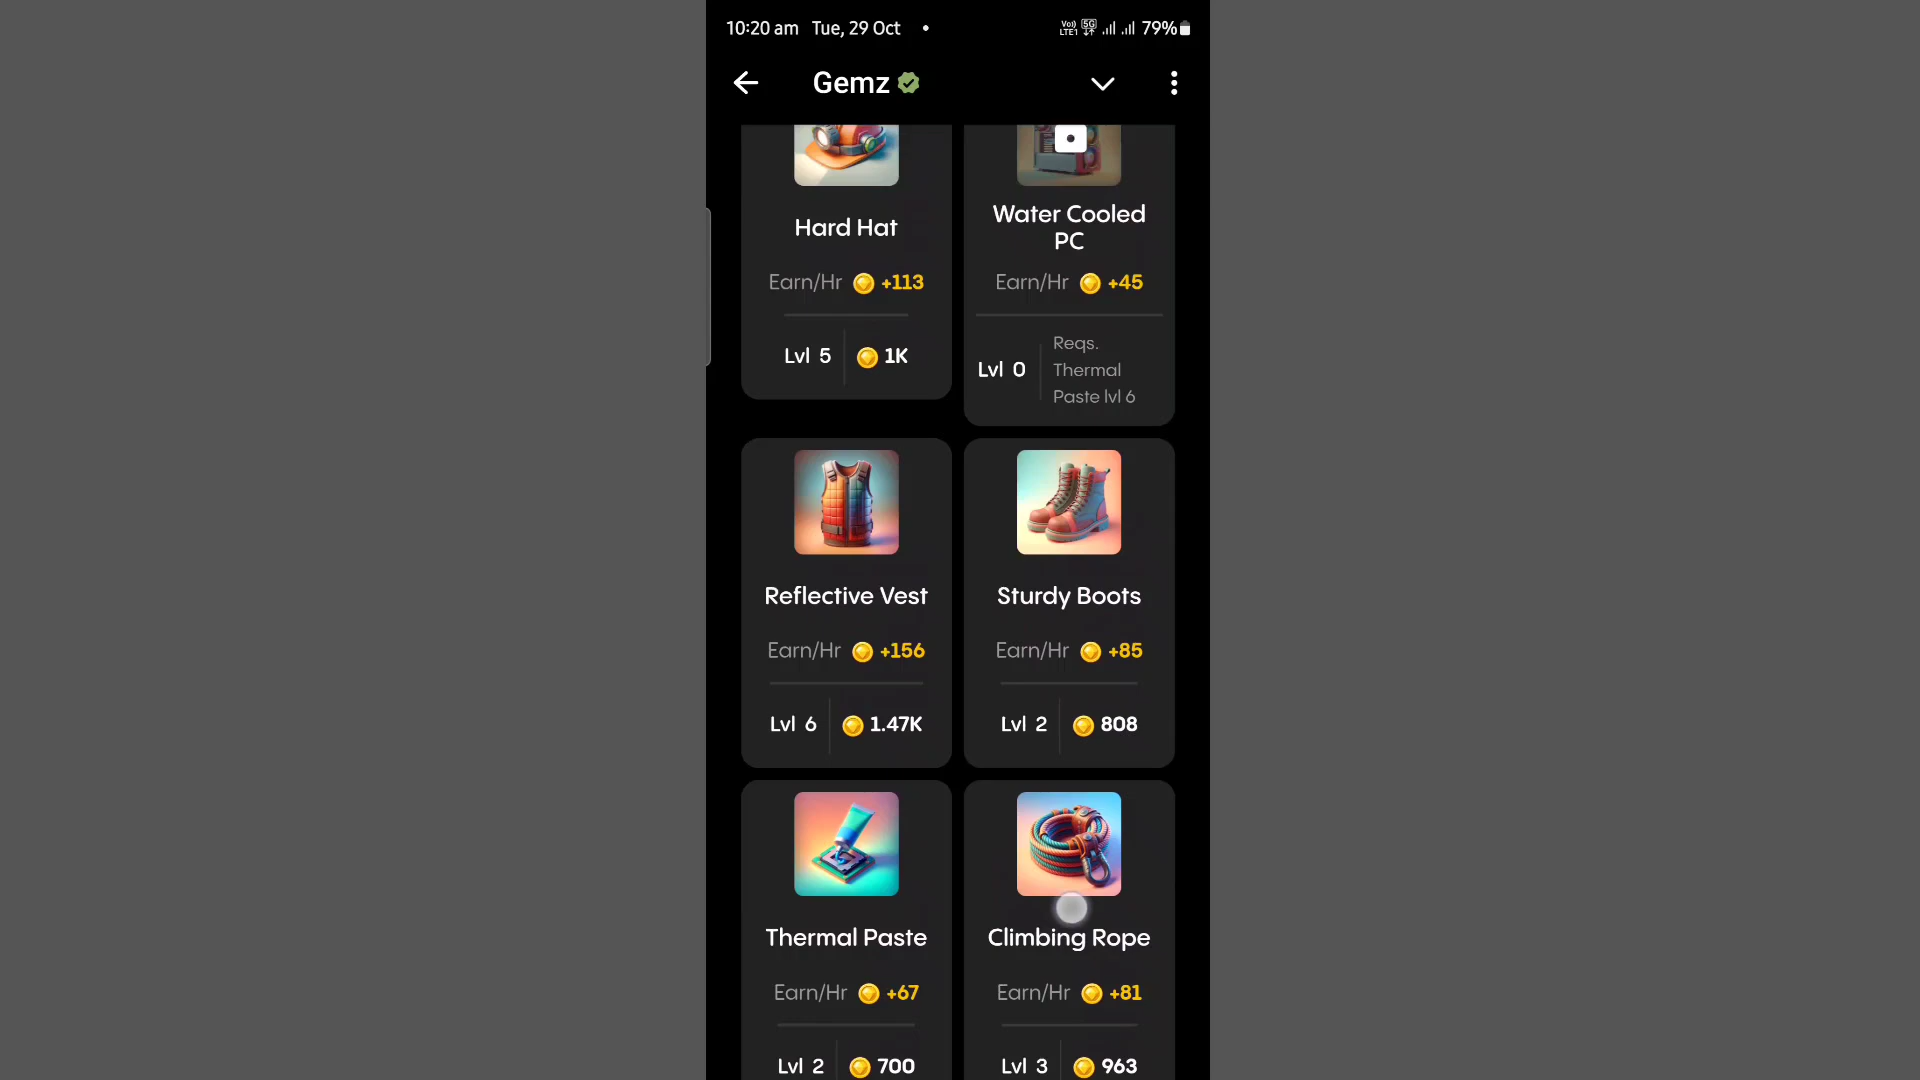 10:20 am Tue, 29 Oct •
Vo)) LTE1 5G 79%
Gemz
Hard Hat
Earn/Hr +113
Lvl 5 1K
Water Cooled
PC
Earn/Hr +45
Lvl 0
Reqs.
Thermal
Paste lvl 6
Reflective Vest
Earn/Hr +156
Lvl 6 1.47K
Sturdy Boots
Earn/Hr +85
Lvl 2 808
Thermal Paste
Earn/Hr +67
Lvl 2 700
Climbing Rope
Earn/Hr +81
Lvl 3 963